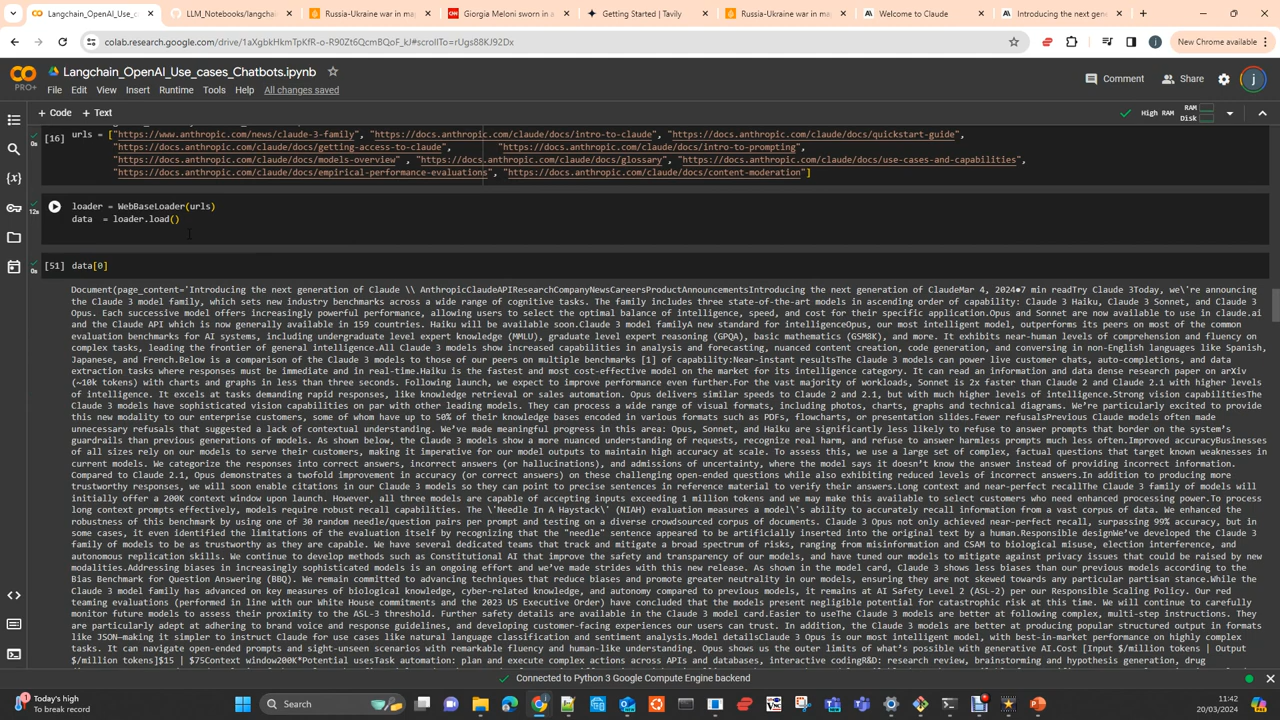 Langchain_OpenAI_Use_cases_Ch
LLM_Notebooks/langchai
Russia-Ukraine war in ma
Giorgia Meloni sworn in a
Getting Started | Tavily
Russia-Ukraine war in ma
Welcome to Claude
Introducing the next gene
colab.research.google.com/drive/1aXgbkHkmTpKfR-o-R90Zt6QcmBQoF_kJ#scrollTo=rUgs88KJ92Dx
New Chrome available
CO
PRO+
Langchain_OpenAI_Use_cases_Chatbots.ipynb
File Edit View Insert Runtime Tools Help All changes saved
Comment Share
+ Code + Text
High RAM RAM Disk
[16] urls = ["https://www.anthropic.com/news/claude-3-family", "https://docs.anthropic.com/claude/docs/intro-to-claude", "https://docs.anthropic.com/claude/docs/quickstart-guide",
"https://docs.anthropic.com/claude/docs/getting-access-to-claude", "https://docs.anthropic.com/claude/docs/intro-to-prompting",
"https://docs.anthropic.com/claude/docs/models-overview" , "https://docs.anthropic.com/claude/docs/glossary", "https://docs.anthropic.com/claude/docs/use-cases-and-capabilities",
"https://docs.anthropic.com/claude/docs/empirical-performance-evaluations", "https://docs.anthropic.com/claude/docs/content-moderation"]
loader = WebBaseLoader(urls)
12s data = loader.load()
[51] data[0]
0s
Document(page_content='Introducing the next generation of Claude \\ AnthropicClaudeAPIResearchCompanyNewsCareersProductAnnouncementsIntroducing the next generation of ClaudeMar 4, 2024●7 min readTry Claude 3Today, we\'re announcing
the Claude 3 model family, which sets new industry benchmarks across a wide range of cognitive tasks. The family includes three state-of-the-art models in ascending order of capability: Claude 3 Haiku, Claude 3 Sonnet, and Claude 3
Opus. Each successive model offers increasingly powerful performance, allowing users to select the optimal balance of intelligence, speed, and cost for their specific application.Opus and Sonnet are now available to use in claude.ai
and the Claude API which is now generally available in 159 countries. Haiku will be available soon.Claude 3 model familyA new standard for intelligenceOpus, our most intelligent model, outperforms its peers on most of the common
evaluation benchmarks for AI systems, including undergraduate level expert knowledge (MMLU), graduate level expert reasoning (GPQA), basic mathematics (GSM8K), and more. It exhibits near-human levels of comprehension and fluency on
complex tasks, leading the frontier of general intelligence.All Claude 3 models show increased capabilities in analysis and forecasting, nuanced content creation, code generation, and conversing in non-English languages like Spanish,
Japanese, and French.Below is a comparison of the Claude 3 models to those of our peers on multiple benchmarks [1] of capability:Near-instant resultsThe Claude 3 models can power live customer chats, auto-completions, and data
extraction tasks where responses must be immediate and in real-time.Haiku is the fastest and most cost-effective model on the market for its intelligence category. It can read an information and data dense research paper on arXiv
(~10k tokens) with charts and graphs in less than three seconds. Following launch, we expect to improve performance even further.For the vast majority of workloads, Sonnet is 2x faster than Claude 2 and Claude 2.1 with higher levels
of intelligence. It excels at tasks demanding rapid responses, like knowledge retrieval or sales automation. Opus delivers similar speeds to Claude 2 and 2.1, but with much higher levels of intelligence.Strong vision capabilitiesThe
Claude 3 models have sophisticated vision capabilities on par with other leading models. They can process a wide range of visual formats, including photos, charts, graphs and technical diagrams. We're particularly excited to provide
this new modality to our enterprise customers, some of whom have up to 50% of their knowledge bases encoded in various formats such as PDFs, flowcharts, or presentation slides.Fewer refusalsPrevious Claude models often made
unnecessary refusals that suggested a lack of contextual understanding. We've made meaningful progress in this area: Opus, Sonnet, and Haiku are significantly less likely to refuse to answer prompts that border on the system's
guardrails than previous generations of models. As shown below, the Claude 3 models show a more nuanced understanding of requests, recognize real harm, and refuse to answer harmless prompts much less often.Improved accuracyBusinesses
of all sizes rely on our models to serve their customers, making it imperative for our model outputs to maintain high accuracy at scale. To assess this, we use a large set of complex, factual questions that target known weaknesses in
current models. We categorize the responses into correct answers, incorrect answers (or hallucinations), and admissions of uncertainty, where the model says it doesn't know the answer instead of providing incorrect information.
Compared to Claude 2.1, Opus demonstrates a twofold improvement in accuracy (or correct answers) on these challenging open-ended questions while also exhibiting reduced levels of incorrect answers.In addition to producing more
trustworthy responses, we will soon enable citations in our Claude 3 models so they can point to precise sentences in reference material to verify their answers.Long context and near-perfect recallThe Claude 3 family of models will
initially offer a 200K context window upon launch. However, all three models are capable of accepting inputs exceeding 1 million tokens and we may make this available to select customers who need enhanced processing power.To process
long context prompts effectively, models require robust recall capabilities. The \'Needle In A Haystack\' (NIAH) evaluation measures a model\'s ability to accurately recall information from a vast corpus of data. We enhanced the
robustness of this benchmark by using one of 30 random needle/question pairs per prompt and testing on a diverse crowdsourced corpus of documents. Claude 3 Opus not only achieved near-perfect recall, surpassing 99% accuracy, but in
some cases, it even identified the limitations of the evaluation itself by recognizing that the "needle" sentence appeared to be artificially inserted into the original text by a human.Responsible designWe've developed the Claude 3
family of models to be as trustworthy as they are capable. We have several dedicated teams that track and mitigate a broad spectrum of risks, ranging from misinformation and CSAM to biological misuse, election interference, and
autonomous replication skills. We continue to develop methods such as Constitutional AI that improve the safety and transparency of our models, and have tuned our models to mitigate against privacy issues that could be raised by new
modalities.Addressing biases in increasingly sophisticated models is an ongoing effort and we've made strides with this new release. As shown in the model card, Claude 3 shows less biases than our previous models according to the
Bias Benchmark for Question Answering (BBQ). We remain committed to advancing techniques that reduce biases and promote greater neutrality in our models, ensuring they are not skewed towards any particular partisan stance.While the
Claude 3 model family has advanced on key measures of biological knowledge, cyber-related knowledge, and autonomy compared to previous models, it remains at AI Safety Level 2 (ASL-2) per our Responsible Scaling Policy. Our red
teaming evaluations (performed in line with our White House commitments and the 2023 US Executive Order) have concluded that the models present negligible potential for catastrophic risk at this time. We will continue to carefully
monitor future models to assess their proximity to the ASL-3 threshold. Further safety details are available in the Claude 3 model card.Easier to useThe Claude 3 models are better at following complex, multi-step instructions. They
are particularly adept at adhering to brand voice and response guidelines, and developing customer-facing experiences our users can trust. In addition, the Claude 3 models are better at producing popular structured output in formats
like JSON—making it simpler to instruct Claude for use cases like natural language classification and sentiment analysis.Model detailsClaude 3 Opus is our most intelligent model, with best-in-market performance on highly complex
tasks. It can navigate open-ended prompts and sight-unseen scenarios with remarkable fluency and human-like understanding. Opus shows us the outer limits of what's possible with generative AI.Cost [Input $/million tokens | Output
$/million tokens]$15 | $75Context window200K*Potential usesTask automation: plan and execute complex actions across APIs and databases, interactive codingR&D: research review, brainstorming and hypothesis generation, drug
Connected to Python 3 Google Compute Engine backend
Today's high
To break record
Search
11:42
20/03/2024